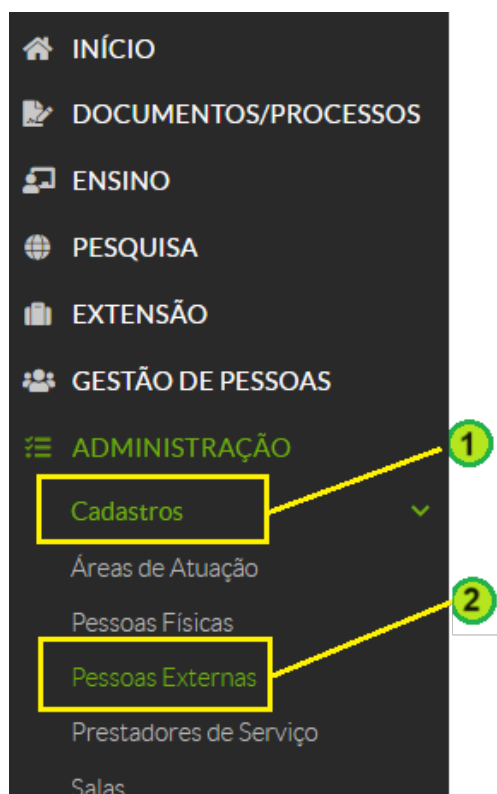 INÍCIO
DOCUMENTOS/PROCESSOS
ENSINO
PESQUISA
EXTENSÃO
GESTÃO DE PESSOAS
ADMINISTRAÇÃO
1
Cadastros
Áreas de Atuação
2
Pessoas Físicas
Pessoas Externas
Prestadores de Serviço
Salas